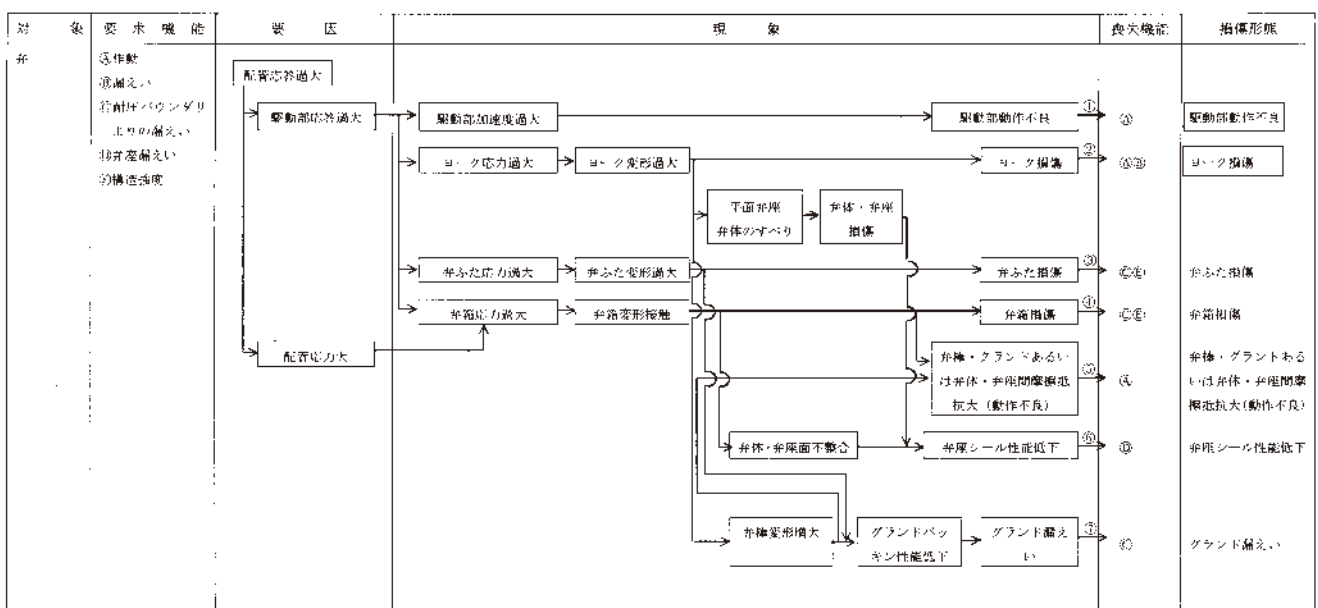 対 象
要 求 機 能
要 因
現 象
喪失機能
損傷形態
弁
Ⓐ作動
Ⓑ漏えい
Ⓒ耐圧バウンダリ
よりの漏えい
Ⓓ弁座漏えい
Ⓔ構造強度
配管応答過大
駆動部応答過大
駆動部加速度過大
駆動部動作不良
①
Ⓐ
駆動部動作不良
ヨーク応力過大
ヨーク変形過大
ヨーク損傷
②
ヨーク損傷
平面弁座
弁体のすべり
弁体・弁座
損傷
弁ふた応力過大
弁ふた変形過大
弁ふた損傷
③
ⒸⒺ
弁ふた損傷
弁箱応力過大
弁箱変形接触
弁箱損傷
④
ⒸⒺ
弁箱損傷
配管応力大
弁棒・グランドあるい
は弁体・弁座間摩擦抵
抗大(動作不良)
⑤
Ⓐ
弁棒・グランドある
いは弁体・弁座間摩
擦抵抗大(動作不良)
弁体・弁座面不整合
弁座シール性能低下
⑥
Ⓓ
弁座シール性能低下
弁棒変形増大
グランドパッ
キン性能低下
グランド漏え
い
⑦
Ⓒ
グランド漏えい